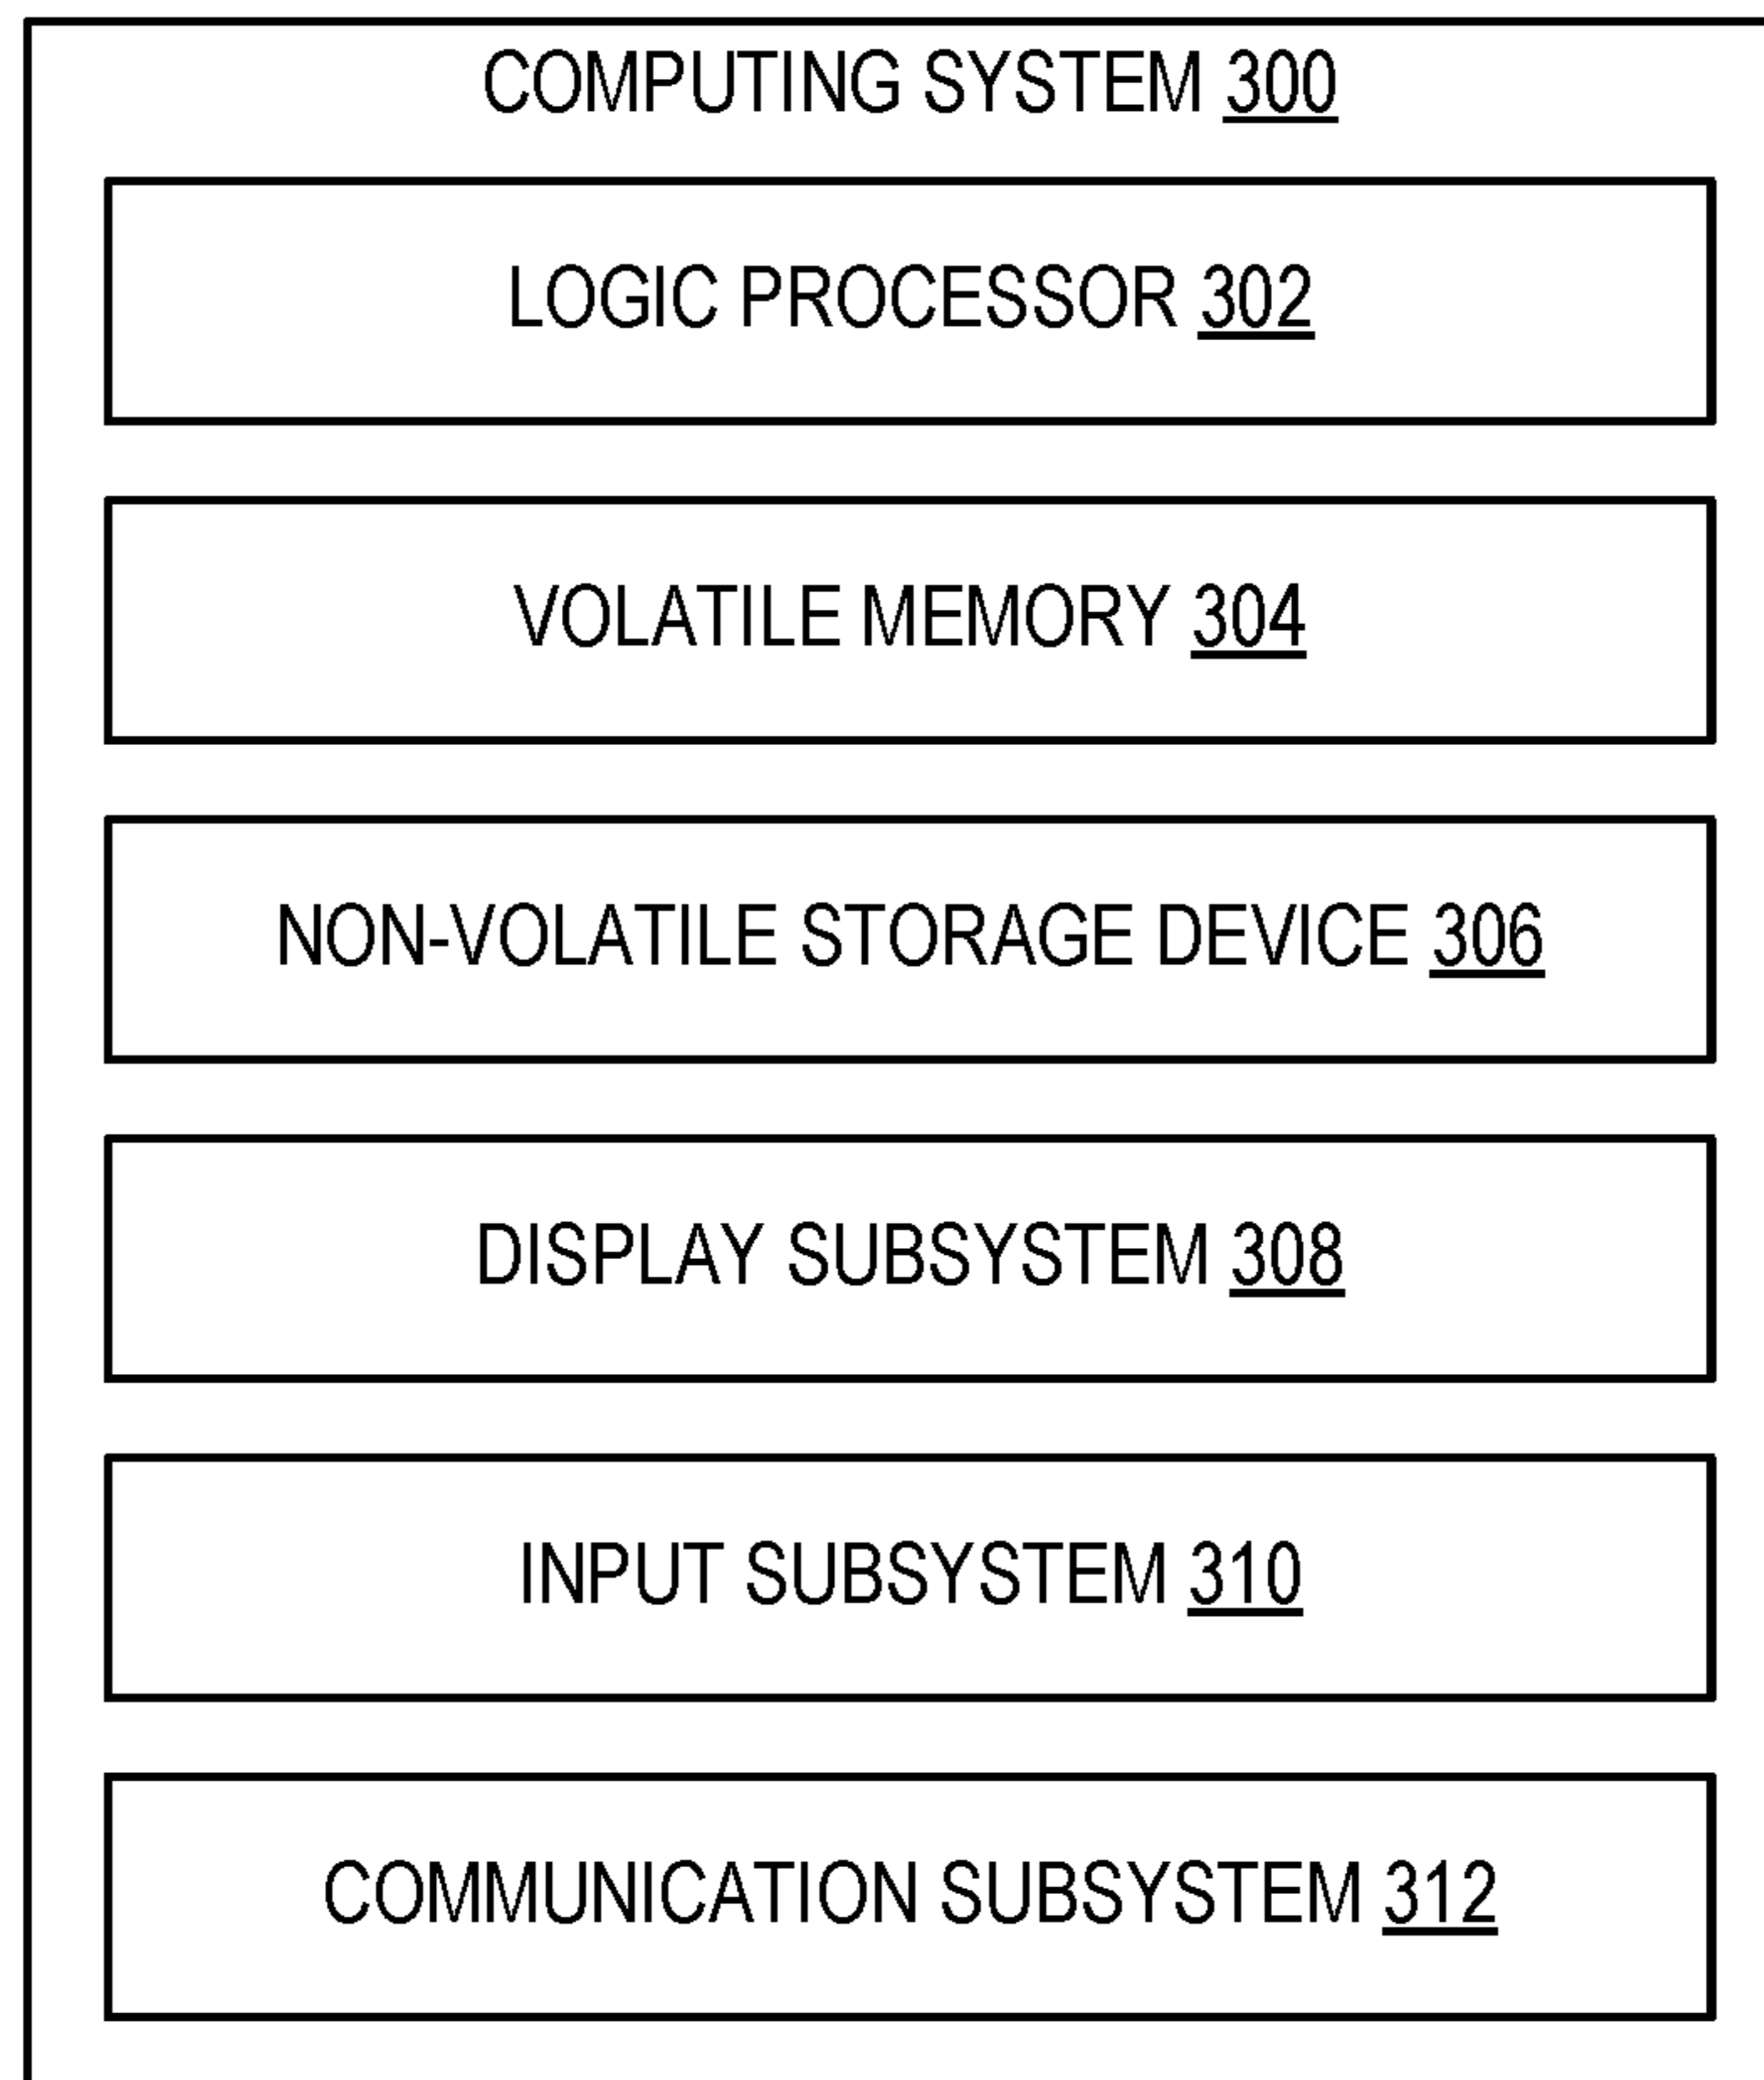 COMPUTING SYSTEM 300
LOGIC PROCESSOR 302
VOLATILE MEMORY 304
NON-VOLATILE STORAGE DEVICE 306
DISPLAY SUBSYSTEM 308
INPUT SUBSYSTEM 310
COMMUNICATION SUBSYSTEM 312